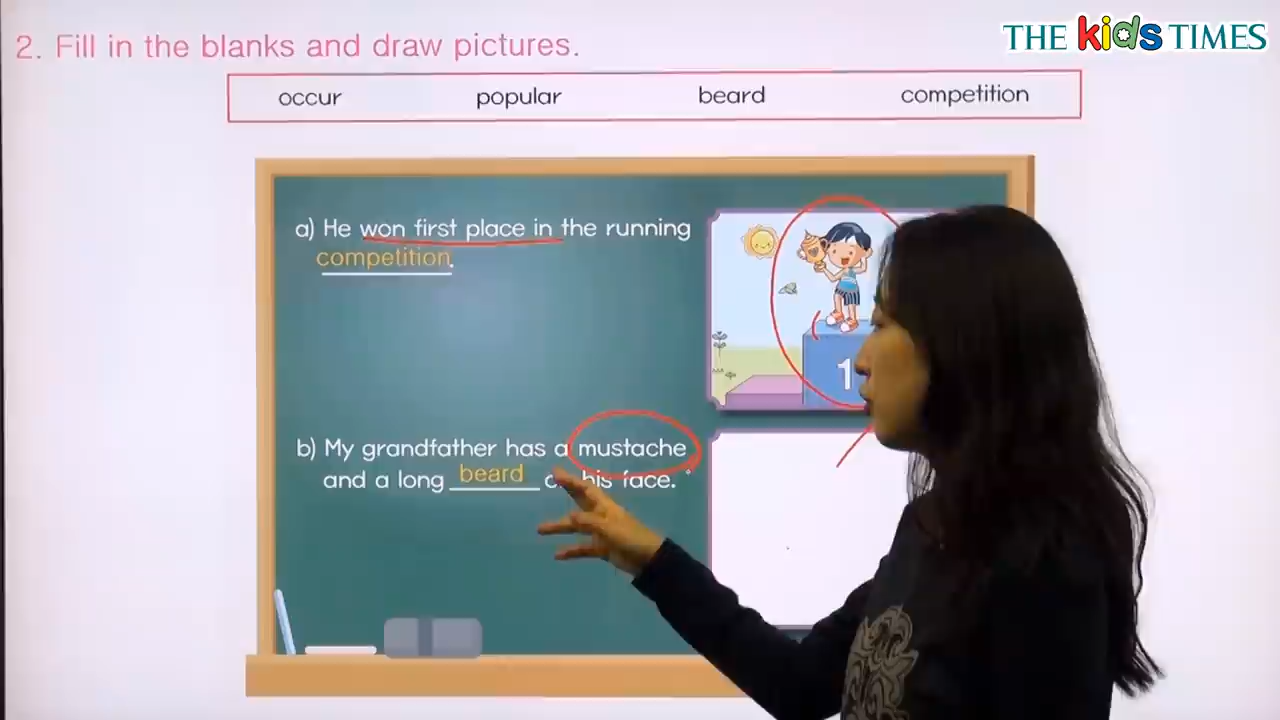 THE kids TIMES
2. Fill in the blanks and draw pictures.
occur popular beard competition
a) He won first place in the running
competition.
1
b) My grandfather has a mustache
and a long beard his face.